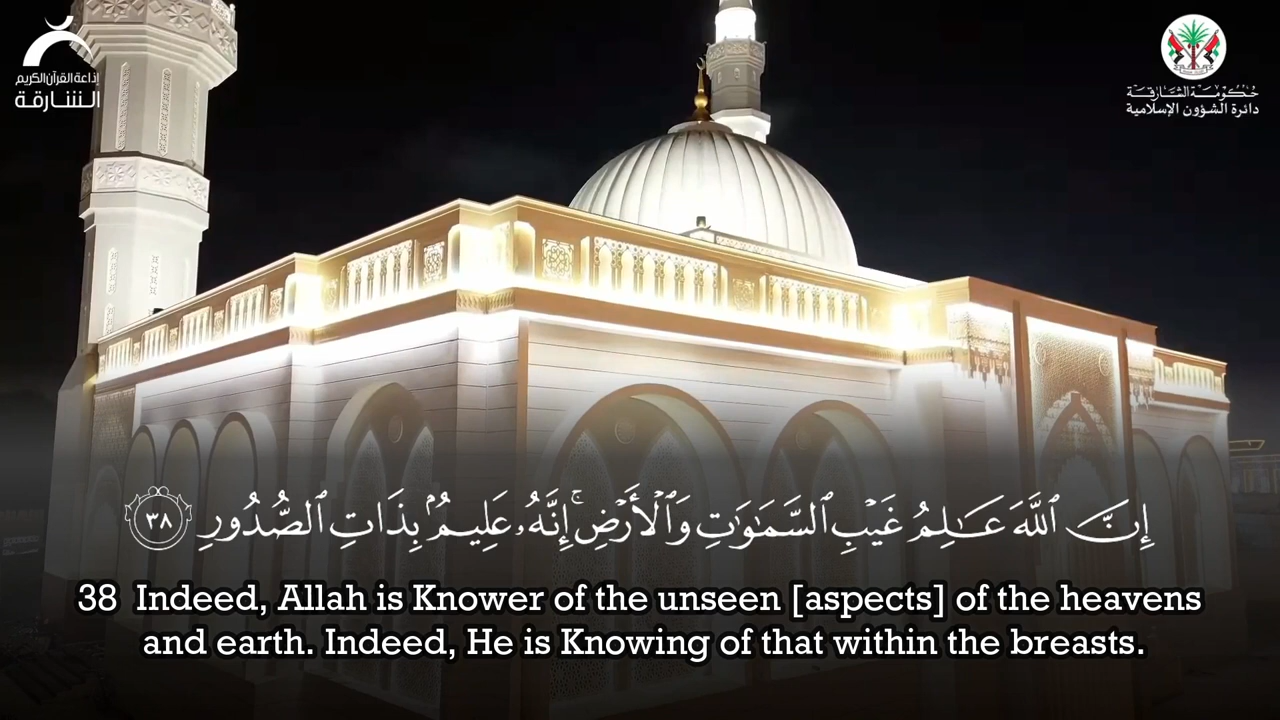 إذاعة القرآن الكريم
الشارقة
حكومة الشارقة
دائرة الشؤون الإسلامية
إِنَّ ٱللَّهَ عَـٰلِمُ غَيْبِ ٱلسَّمَـٰوَٰتِ وَٱلْأَرْضِ ۚ إِنَّهُۥ عَلِيمٌۢ بِذَاتِ ٱلصُّدُورِ ٣٨
38 Indeed, Allah is Knower of the unseen [aspects] of the heavens
and earth. Indeed, He is Knowing of that within the breasts.